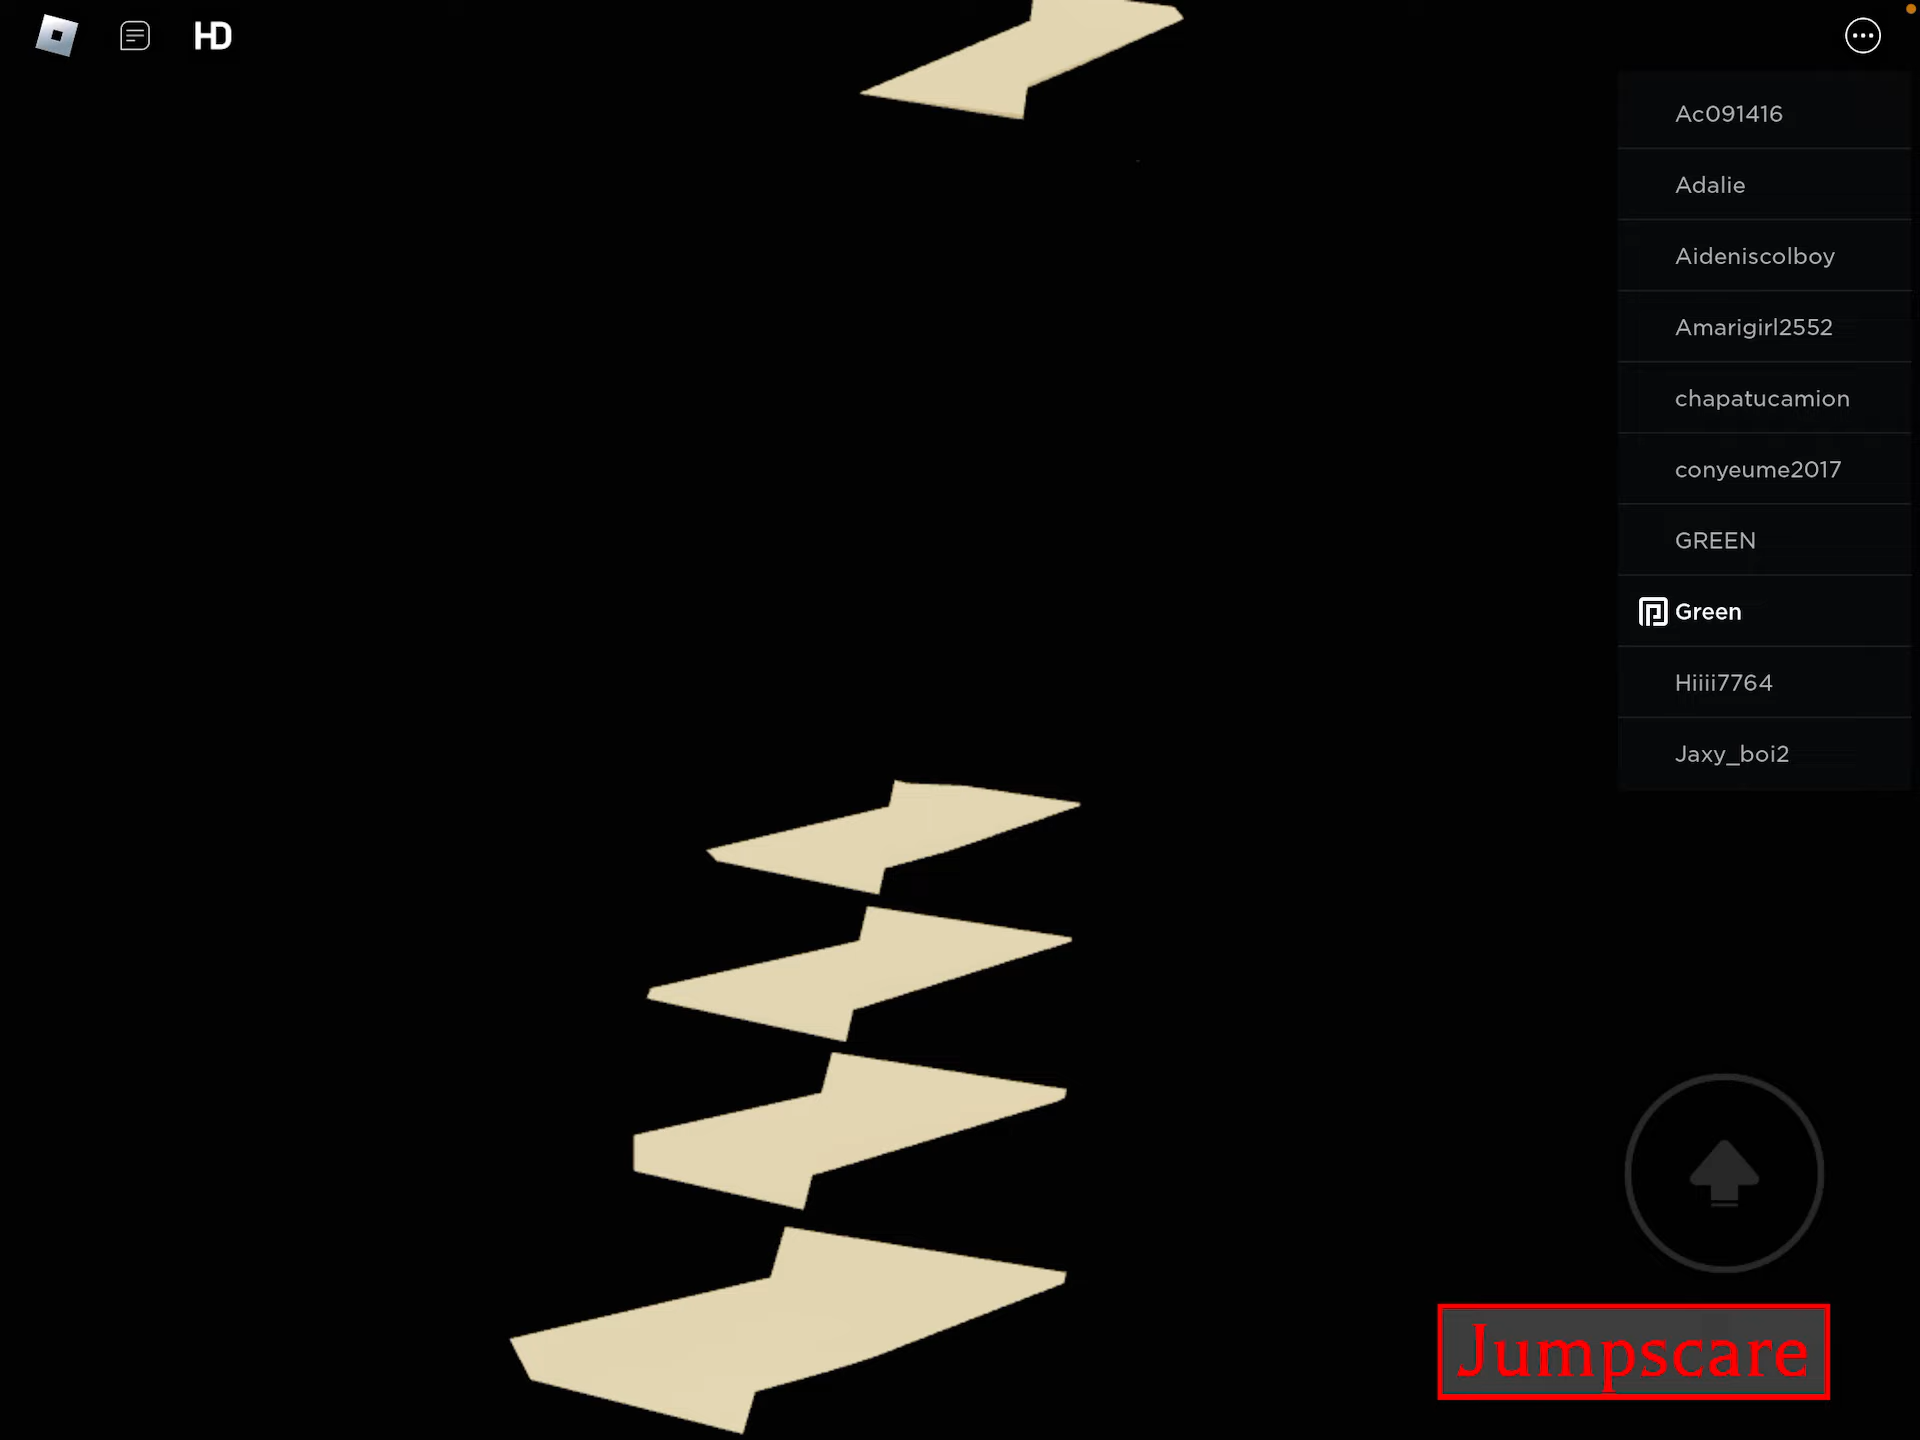 HD
Ac091416
Adalie
Aideniscolboy
Amarigirl2552
chapatucamion
conyeume2017
GREEN
Green
Hiiii7764
Jaxy_boi2
Jumpscare